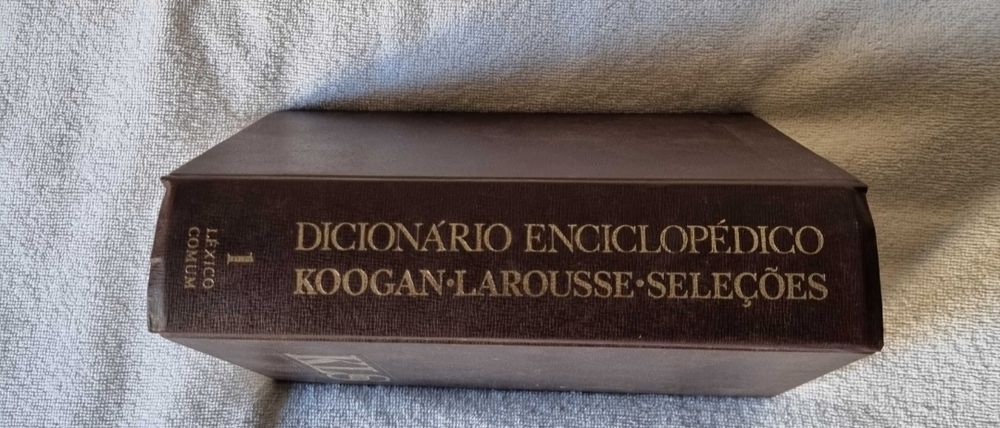 DICIONÁRIO ENCICLOPÉDICO
KOOGAN·LAROUSSE·SELEÇÕES
1
LÉXICO
COMUM